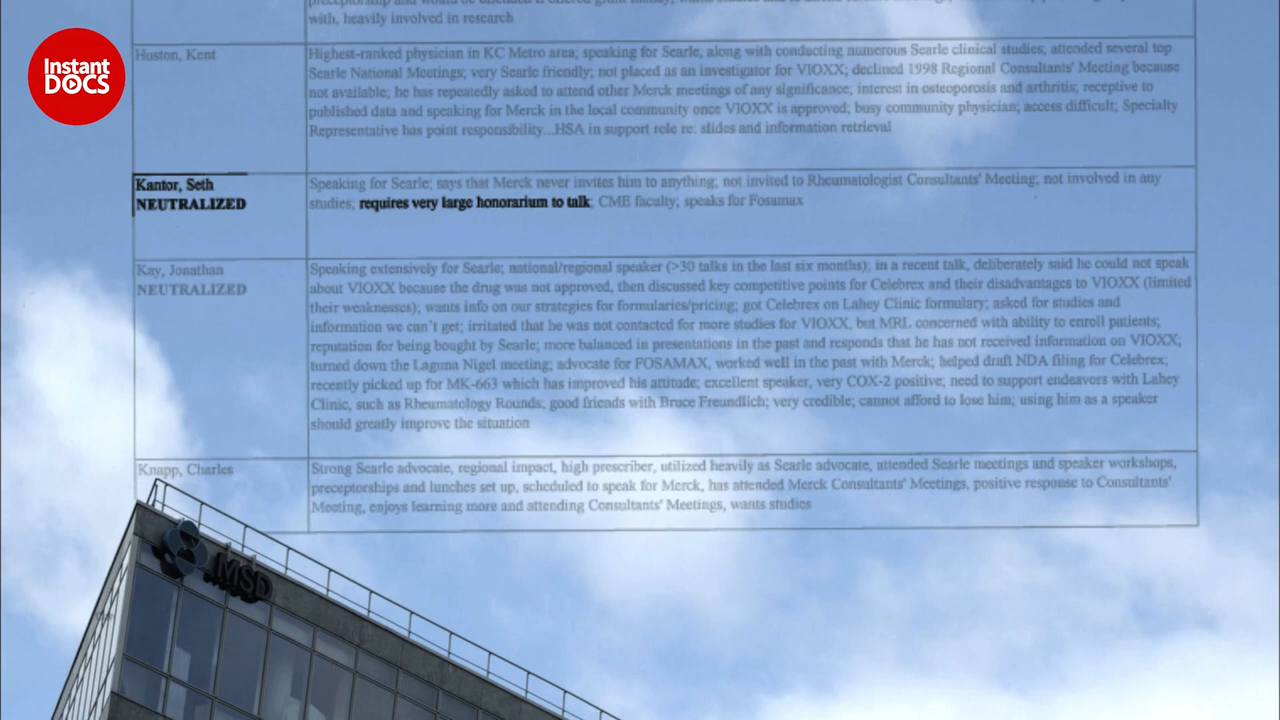 Instant
DOCS
with, heavily involved in research
Huston, Kent
Highest-ranked physician in KC Metro area; speaking for Searle, along with conducting numerous Searle clinical studies; attended several top
Searle National Meetings; very Searle friendly; not placed as an investigator for VIOXX; declined 1998 Regional Consultants' Meeting because
not available; he has repeatedly asked to attend other Merck meetings of any significance, interest in osteoporosis and arthritis; receptive to
published data and speaking for Merck in the local community once VIOXX is approved; busy community physician; access difficult; Specialty
Representative has point responsibility...HSA in support role re: slides and information retrieval
Kantor, Seth
NEUTRALIZED
Speaking for Searle; says that Merck never invites him to anything; not invited to Rheumatologist Consultants' Meeting; not involved in any
studies; requires very large honorarium to talk; CME faculty; speaks for Fosamax
Kay, Jonathan
NEUTRALIZED
Speaking extensively for Searle; national/regional speaker (>30 talks in the last six months); in a recent talk, deliberately said he could not speak
about VIOXX because the drug was not approved, then discussed key competitive points for Celebrex and their disadvantages to VIOXX (limited
their weaknesses); wants info on our strategies for formularies/pricing; got Celebrex on Lahey Clinic formulary; asked for studies and
information we can't get; irritated that he was not contacted for more studies for VIOXX, but MRL concerned with ability to enroll patients;
reputation for being bought by Searle; more balanced in presentations in the past and responds that he has not received information on VIOXX;
turned down the Laguna Nigel meeting; advocate for FOSAMAX, worked well in the past with Merck; helped draft NDA filing for Celebrex;
recently picked up for MK-663 which has improved his attitude; excellent speaker, very COX-2 positive; need to support endeavors with Lahey
Clinic, such as Rheumatology Rounds; good friends with Bruce Freundlich; very credible; cannot afford to lose him; using him as a speaker
should greatly improve the situation
Knapp, Charles
Strong Searle advocate, regional impact, high prescriber, utilized heavily as Searle advocate, attended Searle meetings and speaker workshops,
preceptorships and lunches set up, scheduled to speak for Merck, has attended Merck Consultants' Meetings, positive response to Consultants'
Meeting, enjoys learning more and attending Consultants' Meetings, wants studies
MSD